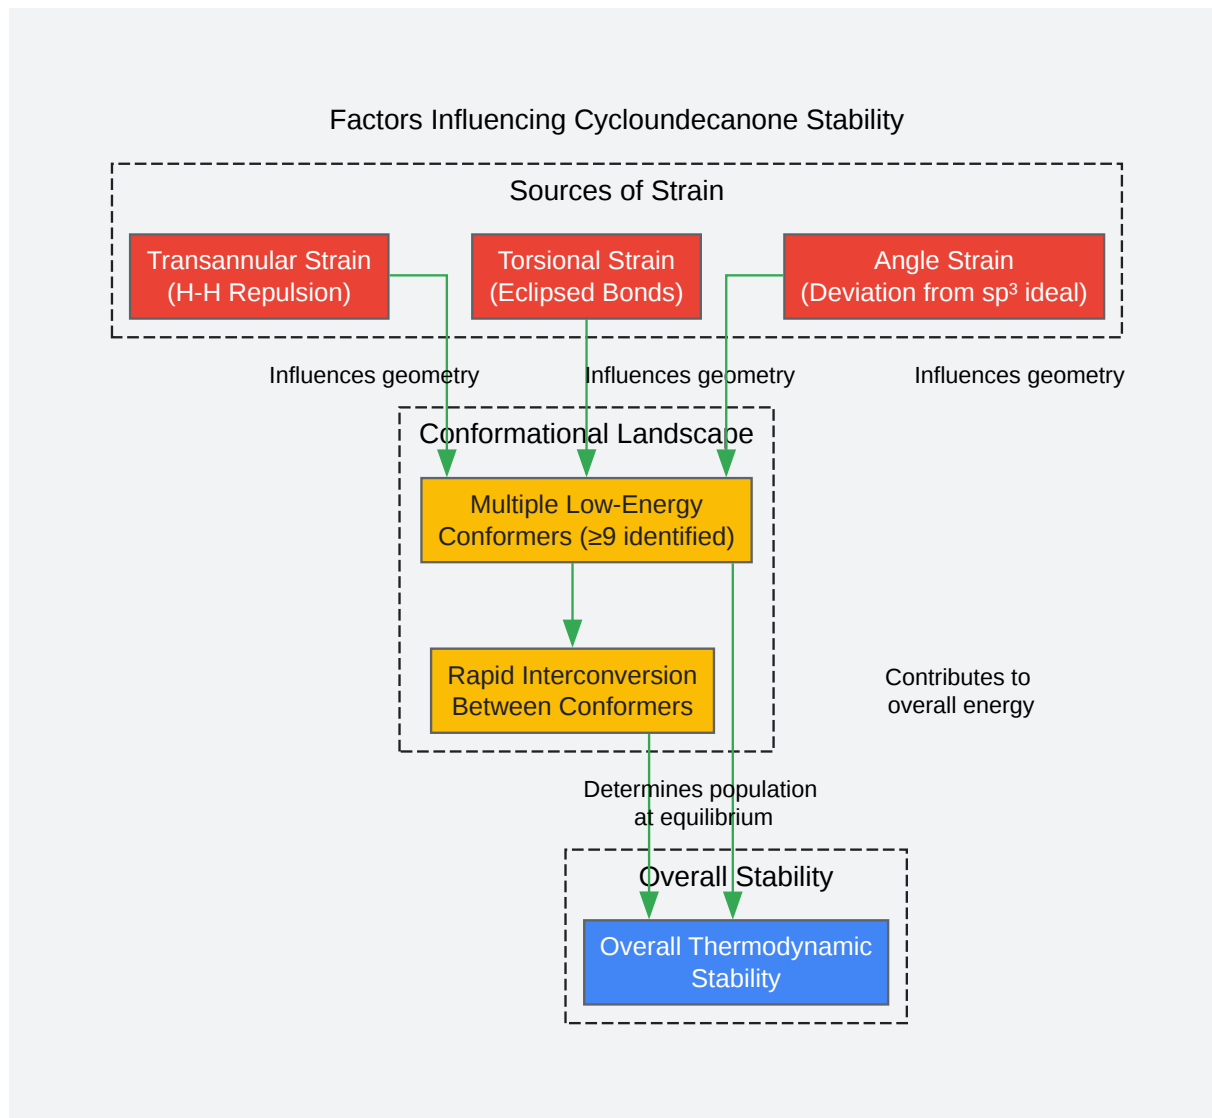 Factors Influencing Cycloundecanone Stability
Sources of Strain
Transannular Strain
(H-H Repulsion)
Torsional Strain
(Eclipsed Bonds)
Angle Strain
(Deviation from sp³ ideal)
Influences geometry
Influences geometry
Influences geometry
Conformational Landscape
Multiple Low-Energy
Conformers (≥9 identified)
Rapid Interconversion
Between Conformers
Contributes to
overall energy
Determines population
at equilibrium
Overall Stability
Overall Thermodynamic
Stability